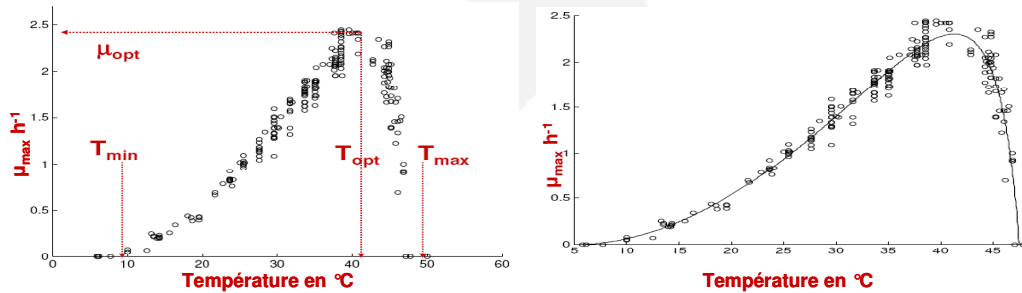 2.5
2
1.5
1
0.5
0
μopt
Tmin
Topt
Tmax
μmax h-1
0 10 20 30 40 50 60
Température en °C
2.5
2
1.5
1
0.5
0
μmax h-1
5 10 15 20 25 30 35 40 45
Température en °C